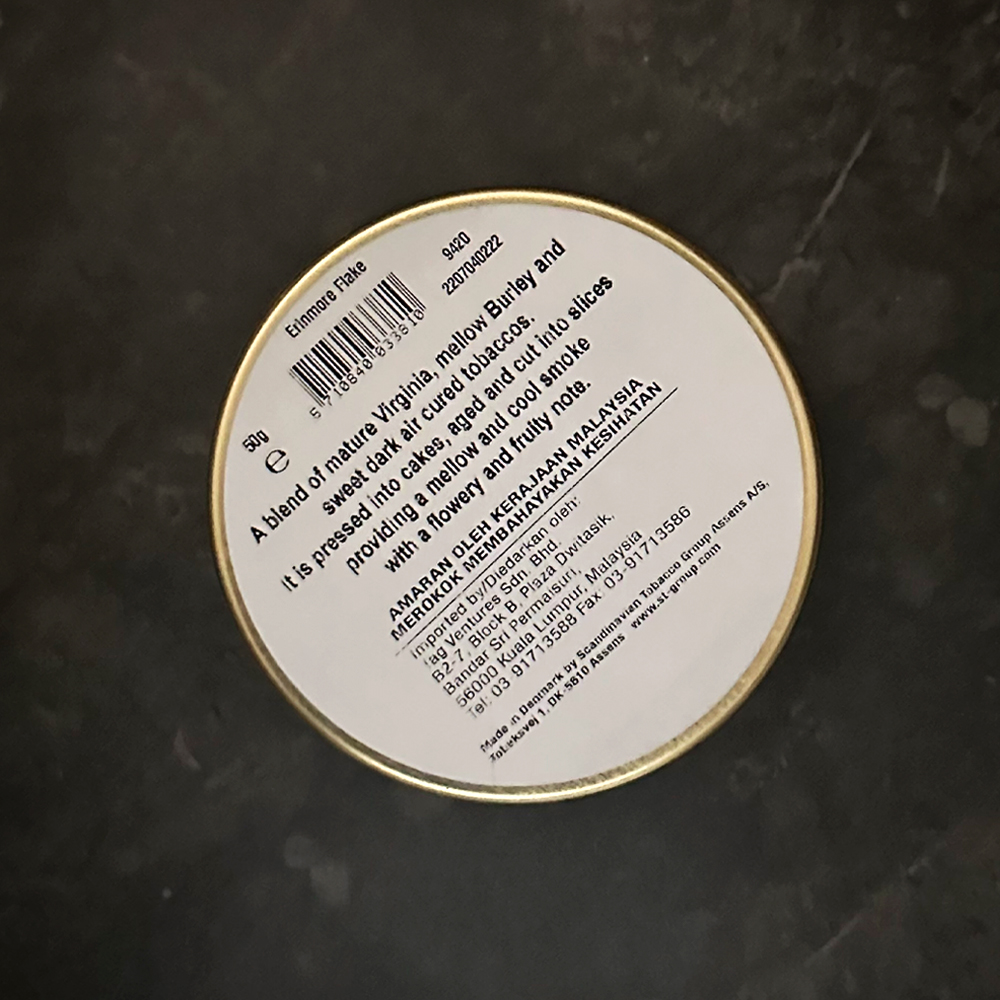 Erinmore Flake
5 710840 033810
9420
2207040222
50g
℮
A blend of mature Virginia, mellow Burley and
sweet dark air cured tobaccos.
It is pressed into cakes, aged and cut into slices
providing a mellow and cool smoke
with a flowery and fruity note.
AMARAN OLEH KERAJAAN MALAYSIA
MEROKOK MEMBAHAYAKAN KESIHATAN
Imported by/Diedarkan oleh:
Tag Ventures Sdn. Bhd.
B2-7, Block B, Plaza Dwitasik,
Bandar Sri Permaisuri,
56000 Kuala Lumpur, Malaysia
Tel: 03 91713588 Fax: 03-91713586
Made in Denmark by Scandinavian Tobacco Group Assens A/S,
Tobaksvej 1, DK-5610 Assens www.st-group.com